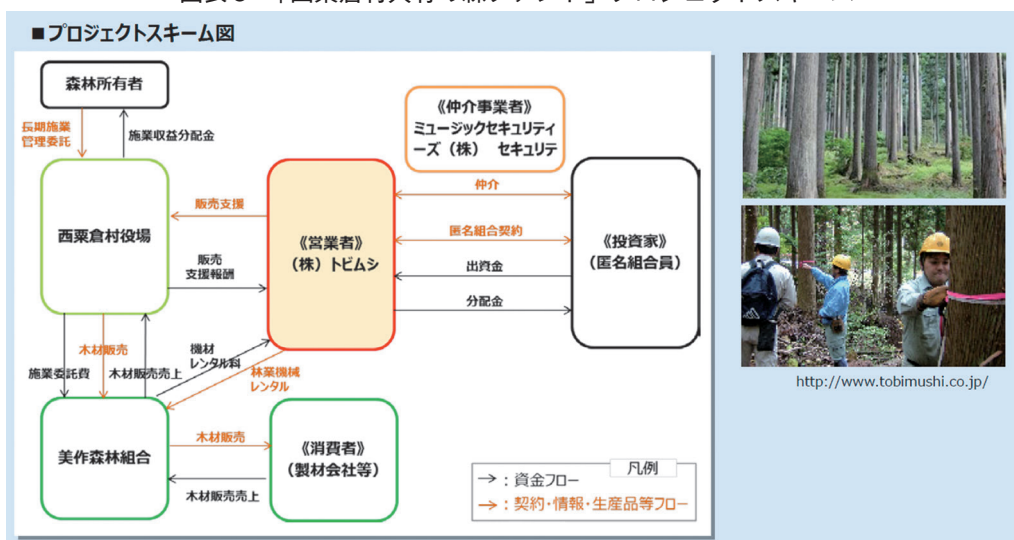 ■プロジェクトスキーム図
森林所有者
長期施業
管理委託
施業収益分配金
《仲介事業者》
ミュージックセキュリティ
ーズ（株） セキュリテ
西粟倉村役場
販売支援
販売
支援報酬
《営業者》
（株）トビムシ
仲介
匿名組合契約
出資金
分配金
《投資家》
（匿名組合員）
木材販売
施業委託費
木材販売売上
機材
レンタル料
林業機械
レンタル
美作森林組合
木材販売
木材販売売上
《消費者》
（製材会社等）
凡例
→：資金フロー
→：契約・情報・生産品等フロー
http://www.tobimushi.co.jp/